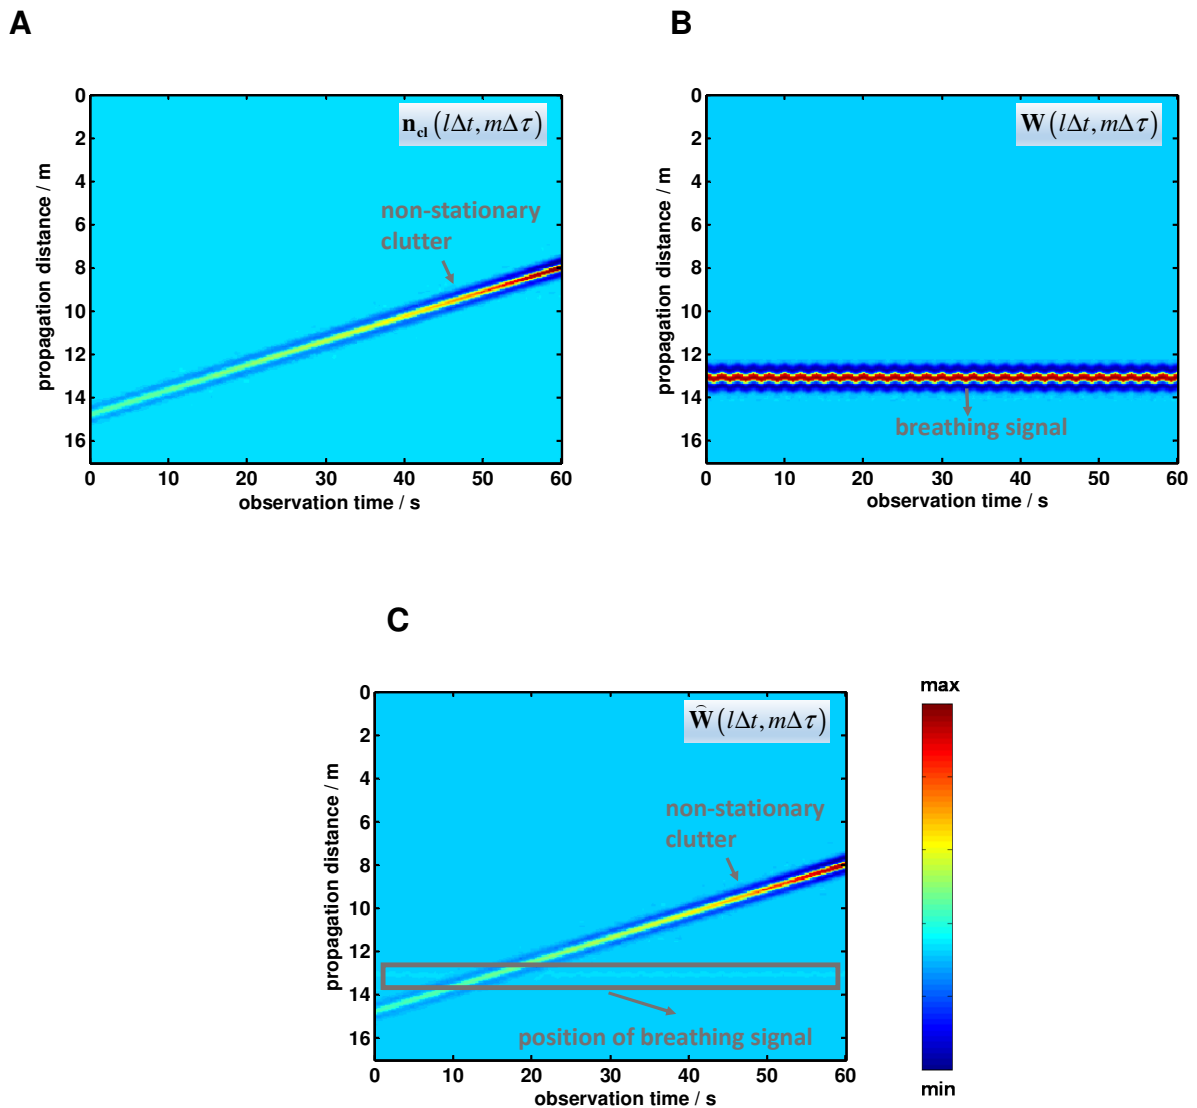 A
B
0
2
4
6
8
10
12
14
16
propagation distance / m
n_cl (lΔt, mΔτ)
non-stationary
clutter
0 10 20 30 40 50 60
observation time / s
0
2
4
6
8
10
12
14
16
propagation distance / m
W (lΔt, mΔτ)
breathing signal
0 10 20 30 40 50 60
observation time / s
C
0
2
4
6
8
10
12
14
16
propagation distance / m
Ŵ (lΔt, mΔτ)
non-stationary
clutter
position of breathing signal
0 10 20 30 40 50 60
observation time / s
max
min